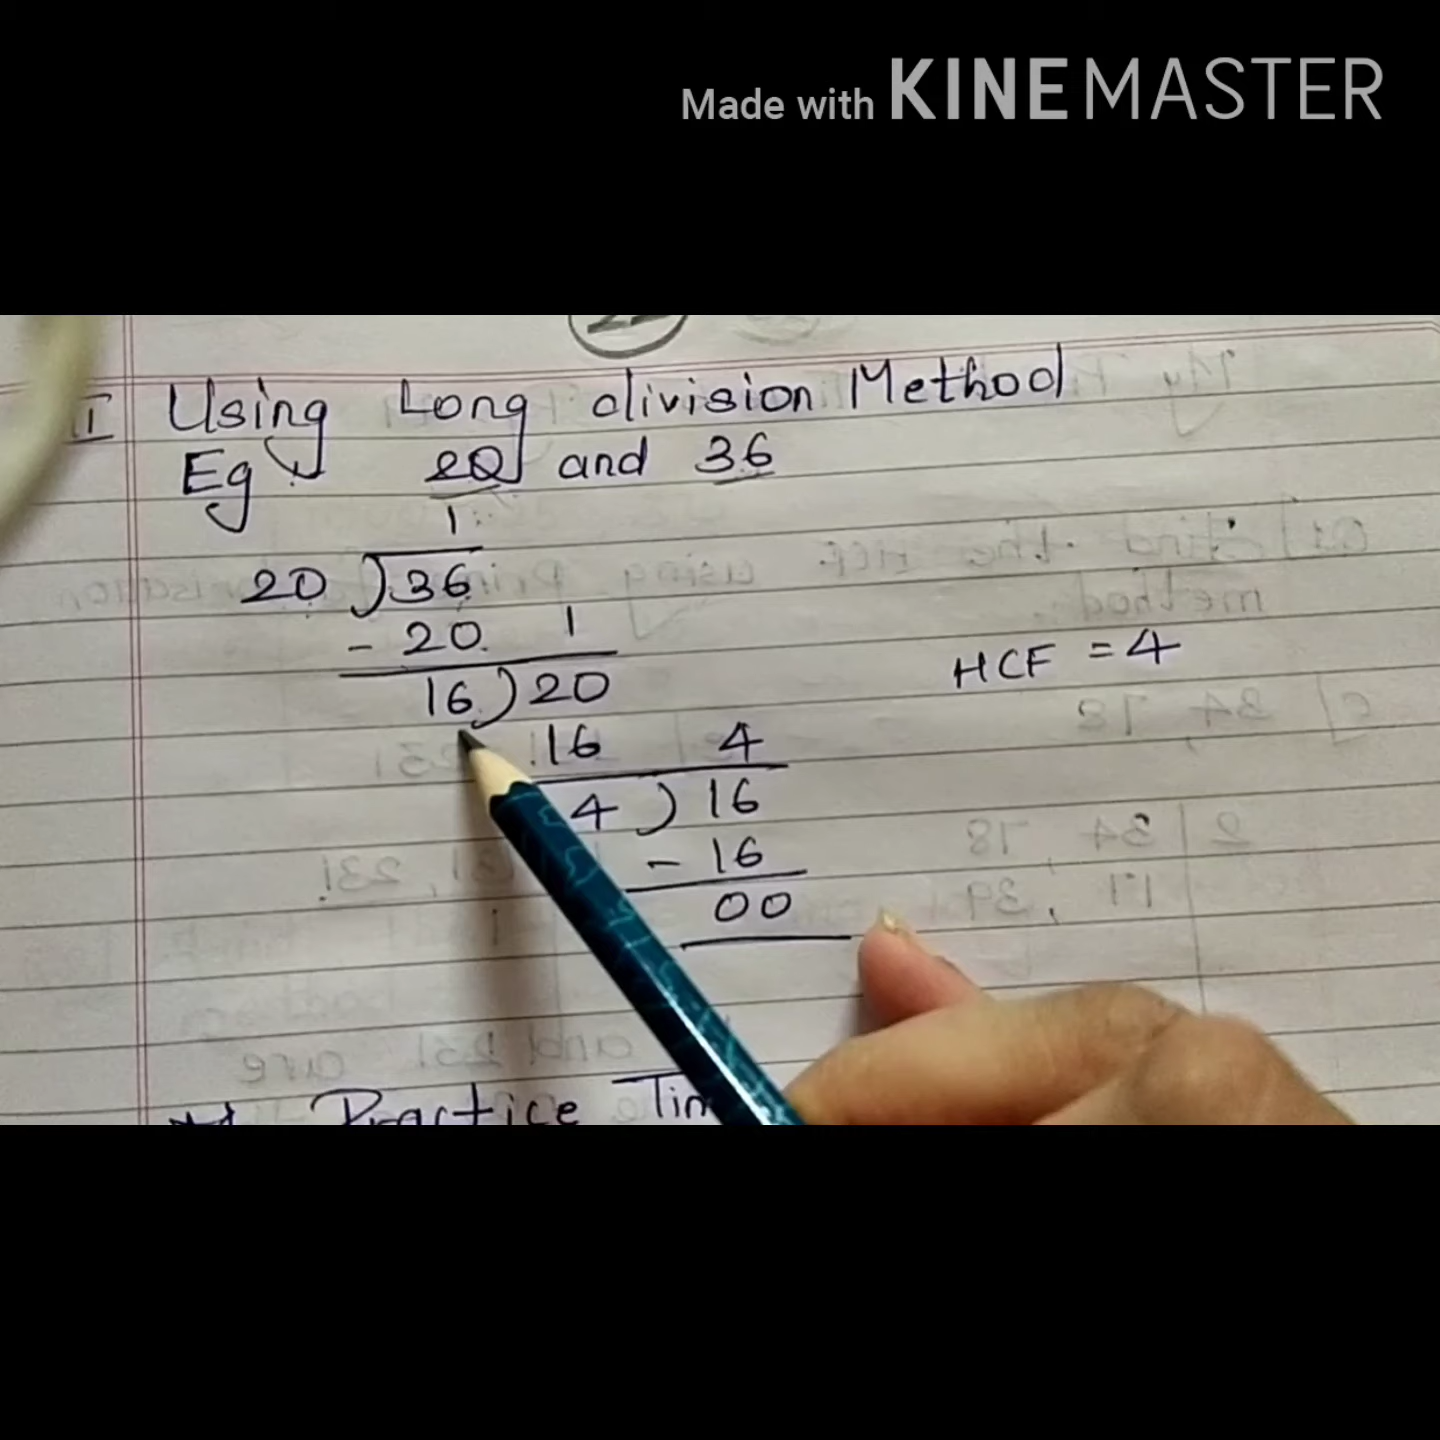 Made with KINEMASTER
I Using Long division Method
Eg 20 and 36
1
20 ) 36
- 20 1
16 ) 20
16 4
4 ) 16
- 16
00
HCF = 4
Practice